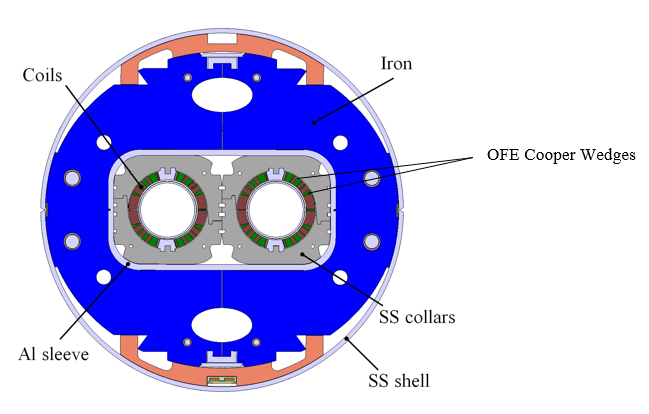 Coils
Iron
OFE Cooper Wedges
SS collars
Al sleeve
SS shell